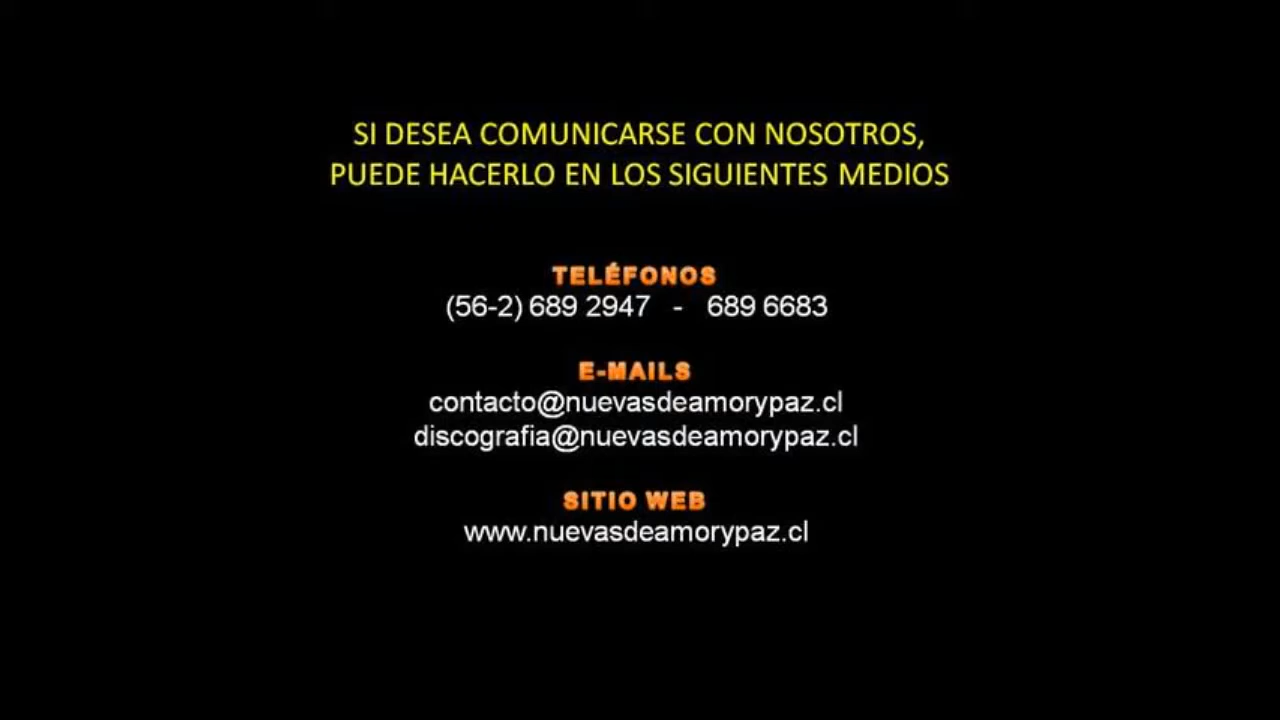 SI DESEA COMUNICARSE CON NOSOTROS,
PUEDE HACERLO EN LOS SIGUIENTES MEDIOS
TELÉFONOS
(56-2) 689 2947 - 689 6683
E-MAILS
contacto@nuevasdeamorypaz.cl
discografia@nuevasdeamorypaz.cl
SITIO WEB
www.nuevasdeamorypaz.cl